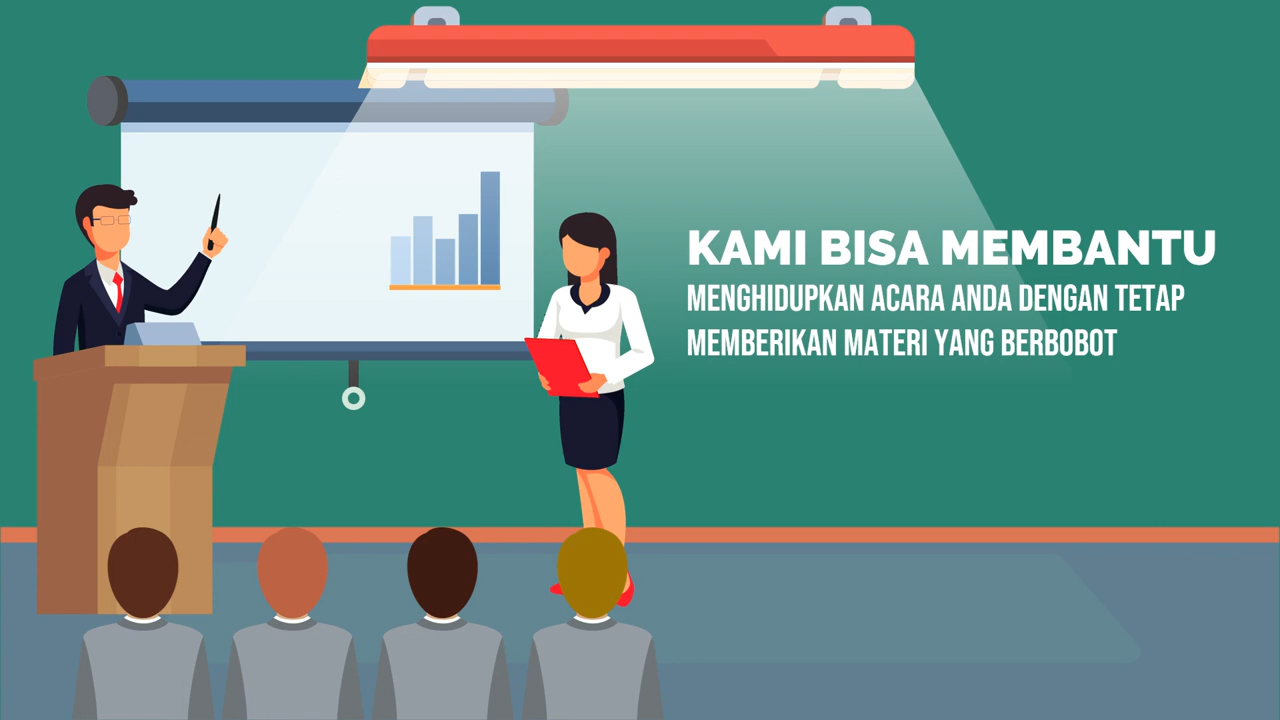 KAMI BISA MEMBANTU
MENGHIDUPKAN ACARA ANDA DENGAN TETAP
MEMBERIKAN MATERI YANG BERBOBOT